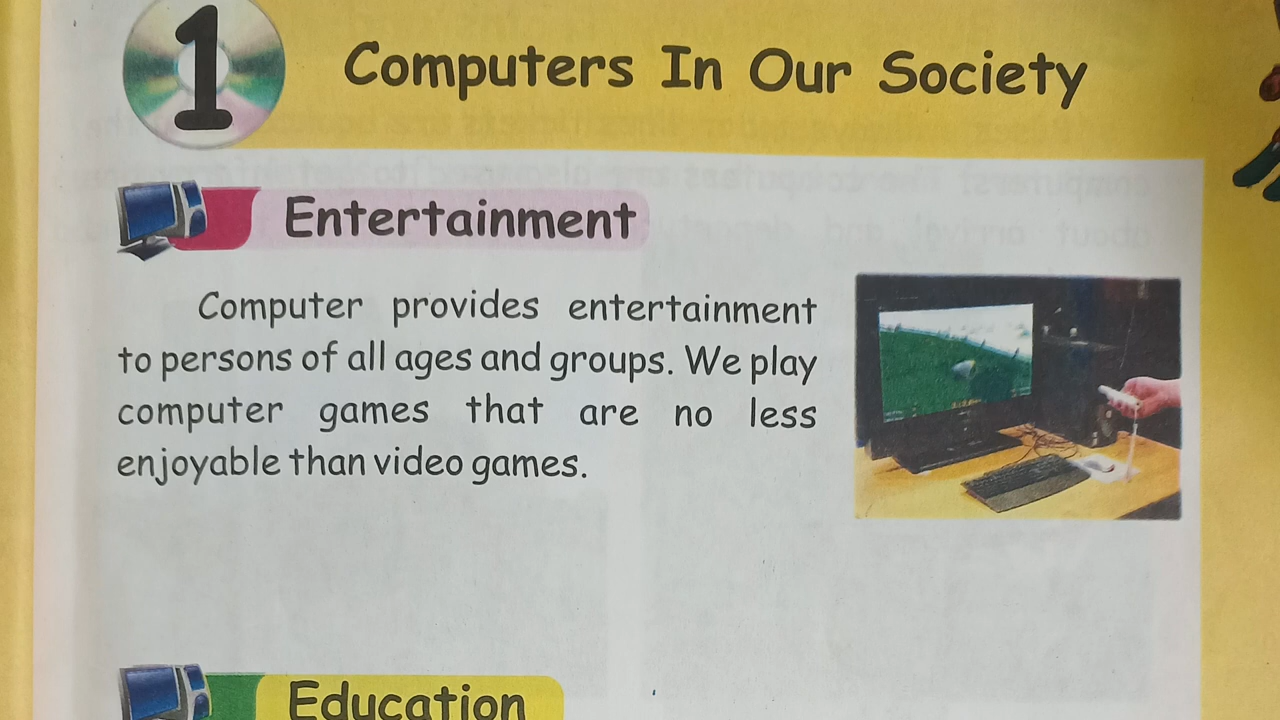 1
Computers In Our Society
Entertainment
Computer provides entertainment
to persons of all ages and groups. We play
computer games that are no less
enjoyable than video games.
Education